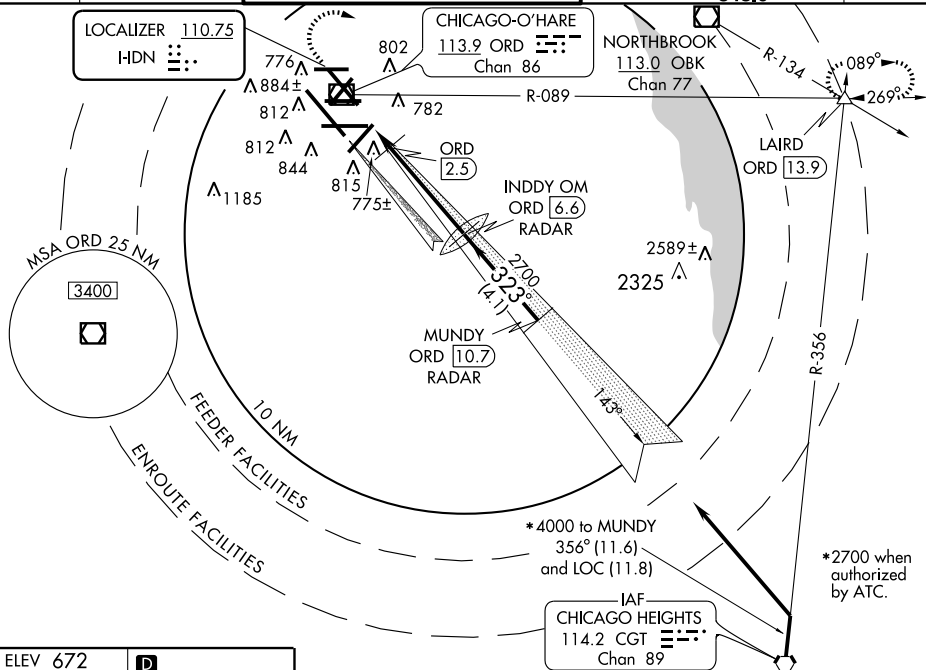 LOCALIZER 110.75
I-HDN
CHICAGO-O'HARE
113.9 ORD
Chan 86
NORTHBROOK
113.0 OBK
Chan 77
R-134
089°
269°
R-089
LAIRD
ORD 13.9
776
802
884±
812
782
812
844
815
775±
1185
ORD
2.5
INDDY OM
ORD 6.6
RADAR
2589±
2325
2700
323°
(4.1)
MUNDY
ORD 10.7
RADAR
143°
R-356
MSA ORD 25 NM
3400
10 NM
FEEDER FACILITIES
ENROUTE FACILITIES
*4000 to MUNDY
356° (11.6)
and LOC (11.8)
*2700 when
authorized
by ATC.
IAF
CHICAGO HEIGHTS
114.2 CGT
Chan 89
ELEV 672
D